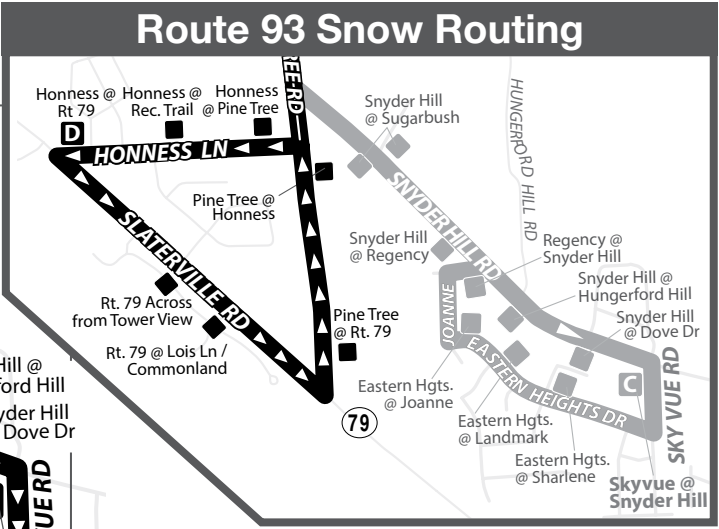 Route 93 Snow Routing
Honness @
Rt 79
Honness @
Rec. Trail
Honness
@ Pine Tree
REE RD
Snyder Hill
@ Sugarbush
HUNGERFORD HILL RD
D
HONNESS LN
Pine Tree @
Honness
SNYDER HILL RD
SLATERVILLE RD
Snyder Hill
@ Regency
Regency @
Snyder Hill
Snyder Hill @
Hungerford Hill
Snyder Hill
@ Dove Dr
Rt. 79 Across
from Tower View
Rt. 79 @ Lois Ln /
Commonland
Pine Tree
@ Rt. 79
JOANNE
EASTERN HEIGHTS DR
C
SKY VUE RD
Eastern Hgts.
@ Joanne
Eastern Hgts.
@ Landmark
Eastern Hgts.
@ Sharlene
Skyvue @
Snyder Hill
79
Hill @
ford Hill
yder Hill
Dove Dr
UE RD